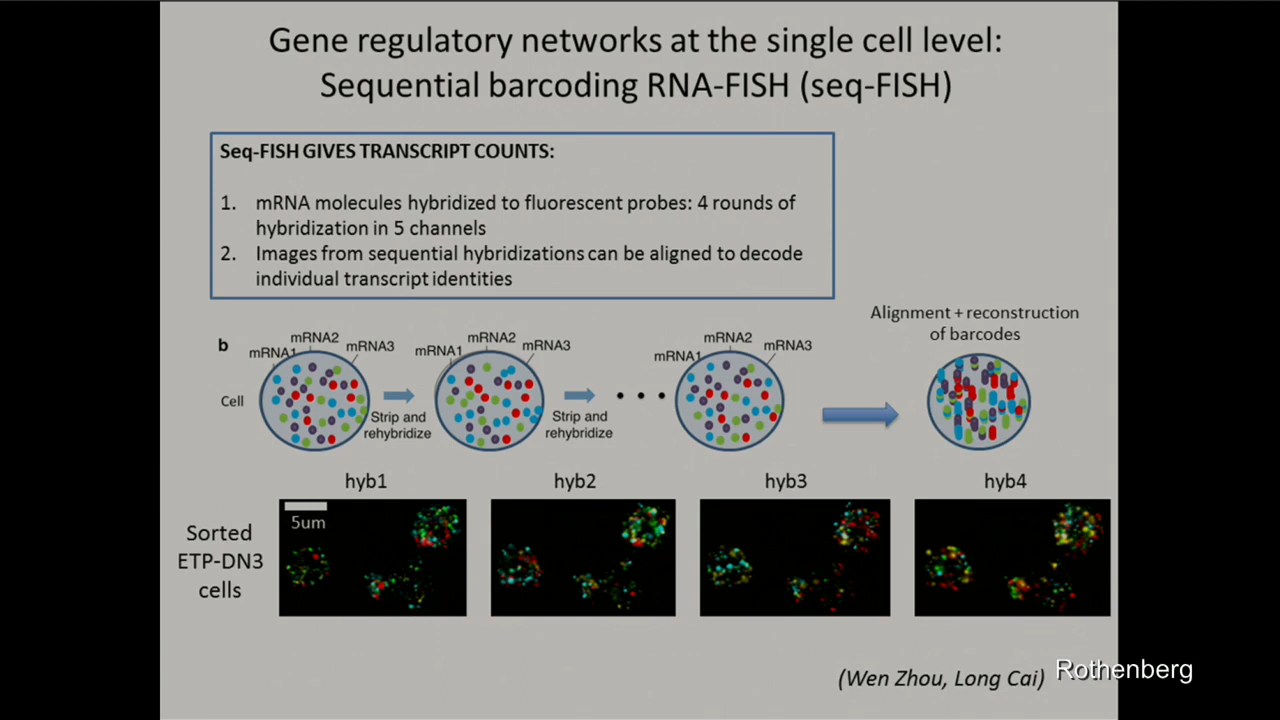 Gene regulatory networks at the single cell level:
Sequential barcoding RNA-FISH (seq-FISH)
Seq-FISH GIVES TRANSCRIPT COUNTS:
1. mRNA molecules hybridized to fluorescent probes: 4 rounds of
hybridization in 5 channels
2. Images from sequential hybridizations can be aligned to decode
individual transcript identities
Alignment + reconstruction
of barcodes
b
mRNA1
mRNA2
mRNA3
mRNA1
mRNA2
mRNA3
mRNA1
mRNA2
mRNA3
Cell
Strip and
rehybridize
Strip and
rehybridize
hyb1
hyb2
hyb3
hyb4
Sorted
ETP-DN3
cells
5um
(Wen Zhou, Long Cai)
Rothenberg